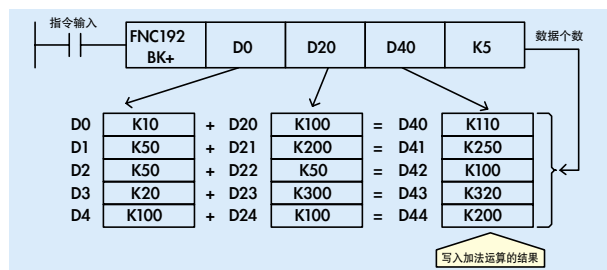 指令输入
FNC192 BK+ D0 D20 D40 K5
数据个数
D0 K10 + D20 K100 = D40 K110
D1 K50 + D21 K200 = D41 K250
D2 K50 + D22 K50 = D42 K100
D3 K20 + D23 K300 = D43 K320
D4 K100 + D24 K100 = D44 K200
写入加法运算的结果